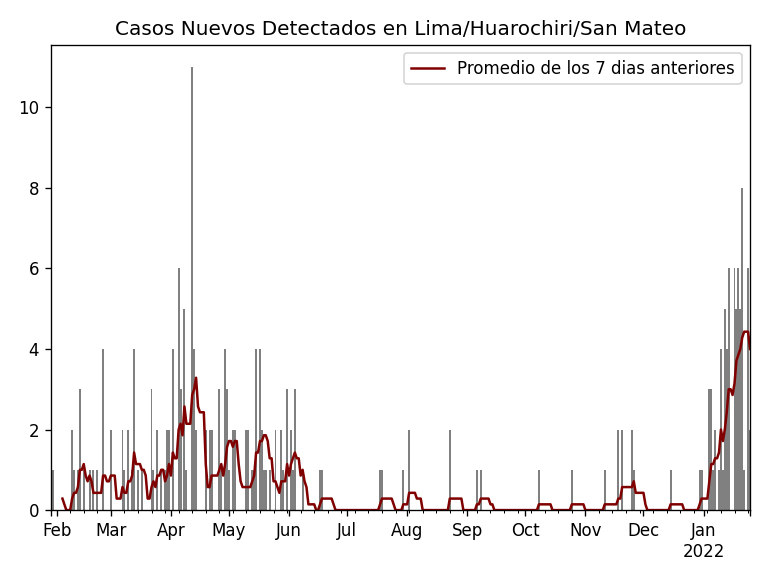 Casos Nuevos Detectados en Lima/Huarochiri/San Mateo
Promedio de los 7 dias anteriores
10
8
6
4
2
0
Feb Mar Apr May Jun Jul Aug Sep Oct Nov Dec Jan
2022